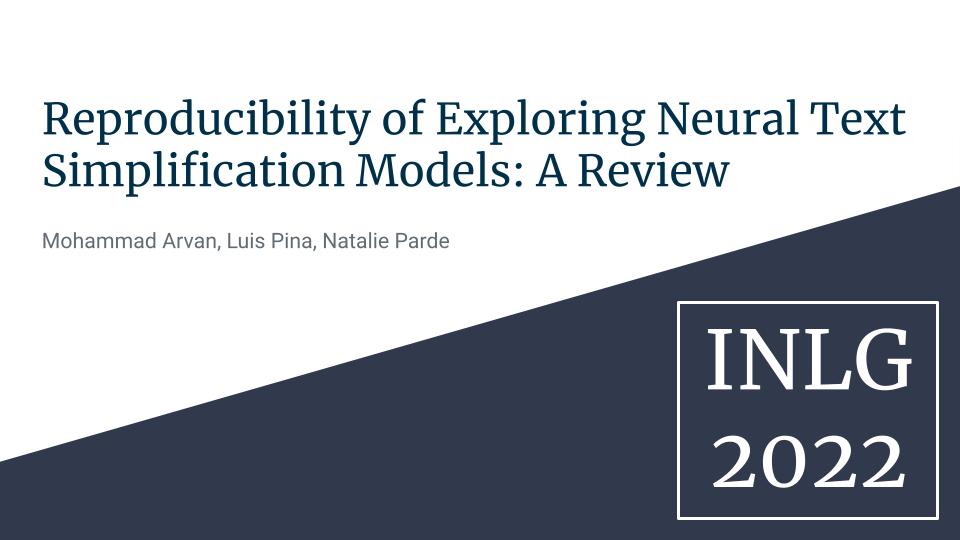 Reproducibility of Exploring Neural Text
Simplification Models: A Review
Mohammad Arvan, Luis Pina, Natalie Parde
INLG
2022